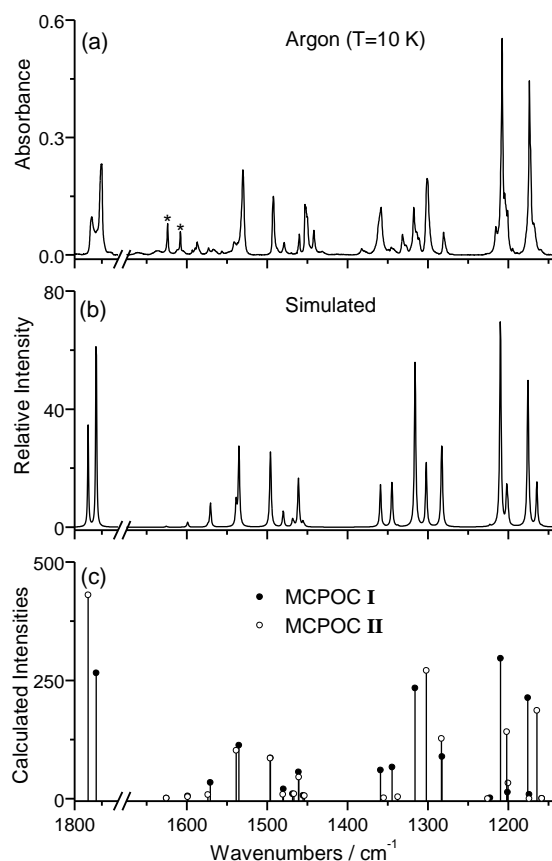 (a)
Argon (T=10 K)
Absorbance
0.6
0.3
0.0
*
*
(b)
Simulated
Relative Intensity
80
40
0
(c)
MCPOC I
MCPOC II
Calculated Intensities
500
250
0
1800 1600 1500 1400 1300 1200
Wavenumbers / cm⁻¹